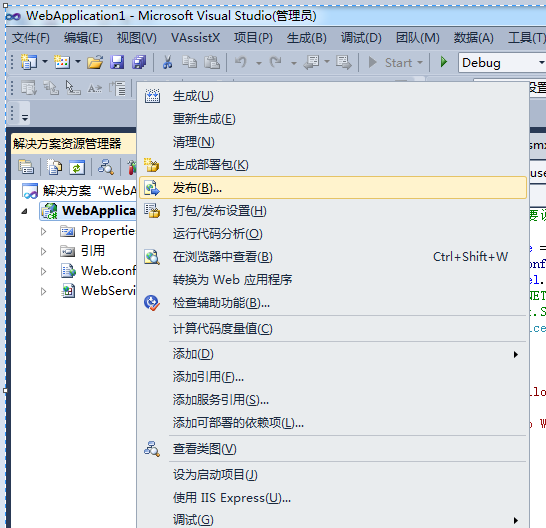 WebApplication1 - Microsoft Visual Studio(管理员)
文件(F) 编辑(E) 视图(V) VAssistX 项目(P) 生成(B) 调试(D) 团队(M) 数据(A) 工具(T)
Start Debug
解决方案资源管理器
解决方案 "WebA
WebApplica
Propertie
引用
Web.conf
WebServi
生成(U)
重新生成(E)
清理(N)
生成部署包(K)
发布(B)...
打包/发布设置(H)
运行代码分析(O)
在浏览器中查看(B) Ctrl+Shift+W
转换为 Web 应用程序
检查辅助功能(B)...
计算代码度量值(C)
添加(D)
添加引用(F)...
添加服务引用(S)...
添加可部署的依赖项(L)...
查看类图(V)
设为启动项目(J)
使用 IIS Express(U)...
调试(G)